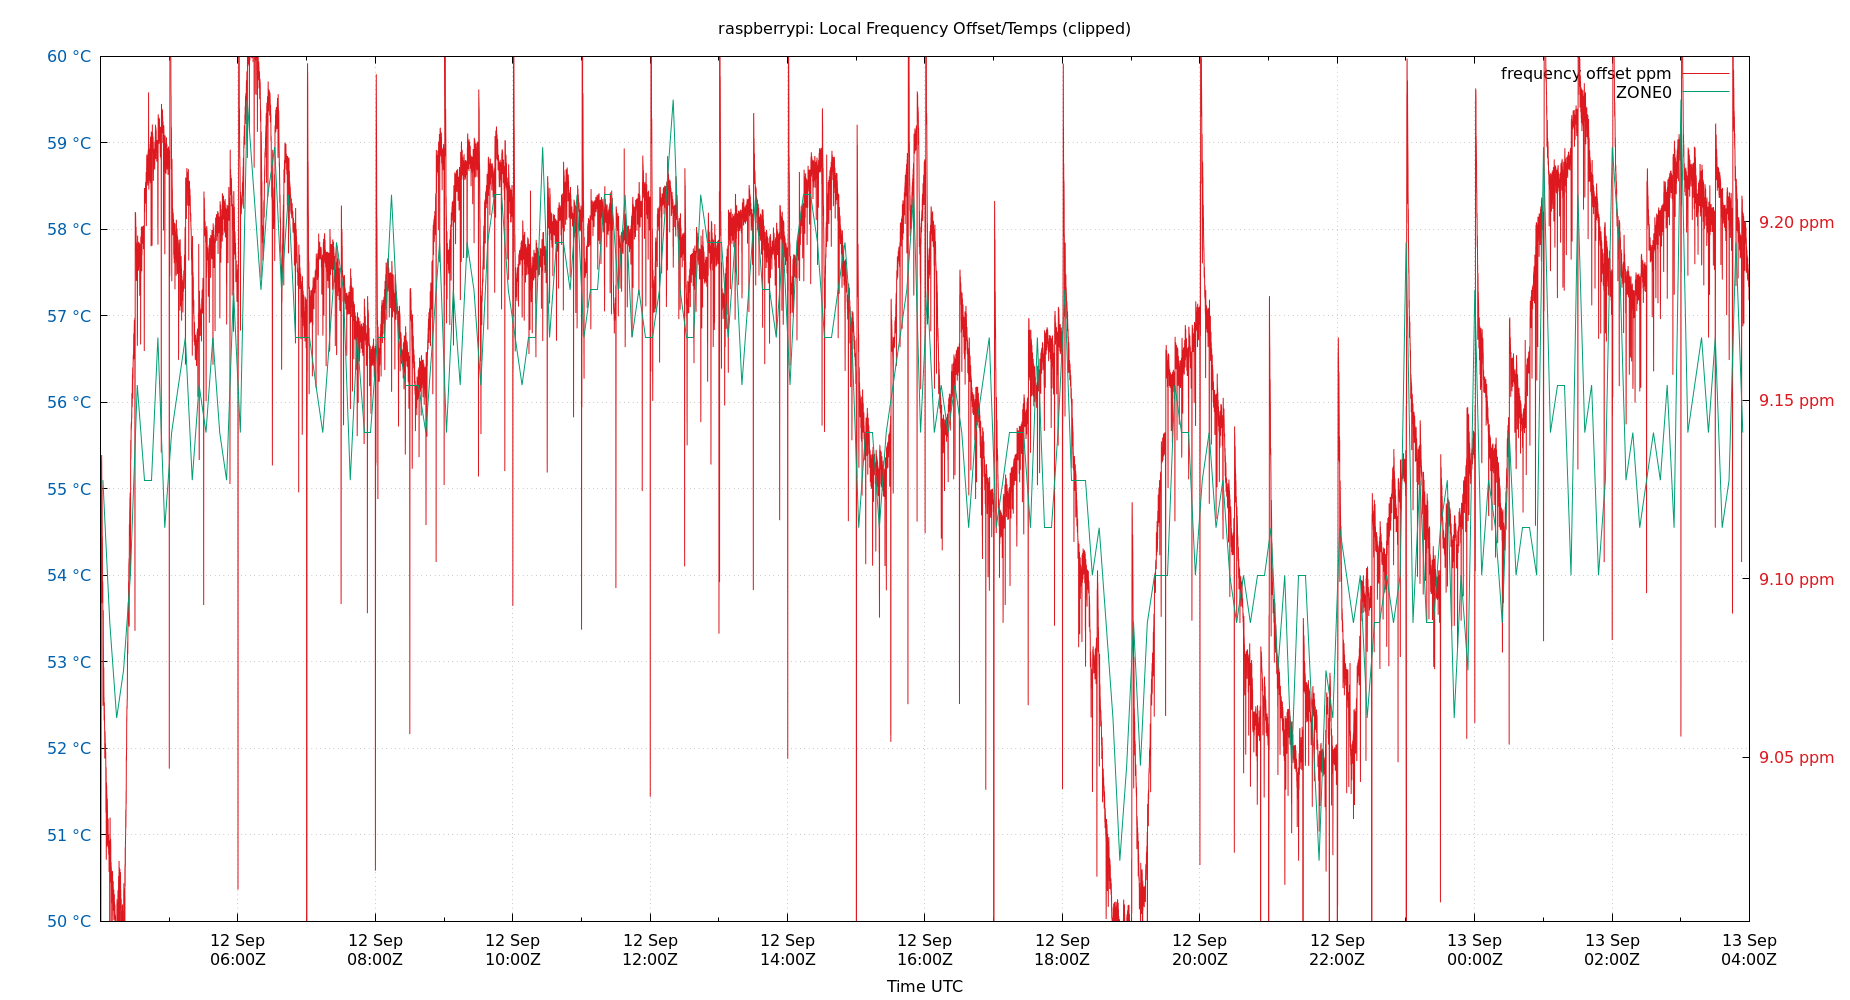 raspberrypi: Local Frequency Offset/Temps (clipped)
60 °C
59 °C
58 °C
57 °C
56 °C
55 °C
54 °C
53 °C
52 °C
51 °C
50 °C
frequency offset ppm
ZONE0
9.20 ppm
9.15 ppm
9.10 ppm
9.05 ppm
12 Sep
06:00Z
12 Sep
08:00Z
12 Sep
10:00Z
12 Sep
12:00Z
12 Sep
14:00Z
12 Sep
16:00Z
12 Sep
18:00Z
12 Sep
20:00Z
12 Sep
22:00Z
13 Sep
00:00Z
13 Sep
02:00Z
13 Sep
04:00Z
Time UTC